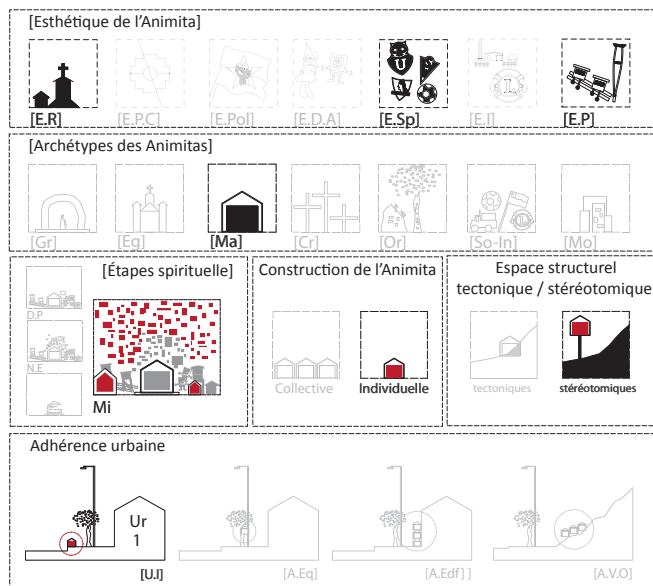 [Esthétique de l'Animita]
[E.R]
[E.P.C]
[E.Pol]
[E.D.A]
[E.Sp]
[E.I]
[E.P]
[Archétypes des Animitas]
[Gr]
[Eg]
[Ma]
[Cr]
[Or]
[So-In]
[Mo]
[Étapes spirituelle]
D.P
N.E
Mi
Construction de l'Animita
Collective
Individuelle
Espace structurel
tectonique / stéréotomique
tectoniques
stéréotomiques
Adhérence urbaine
Ur
1
[U.I]
[A.Eq]
[A.Edf] ]
[A.V.O]